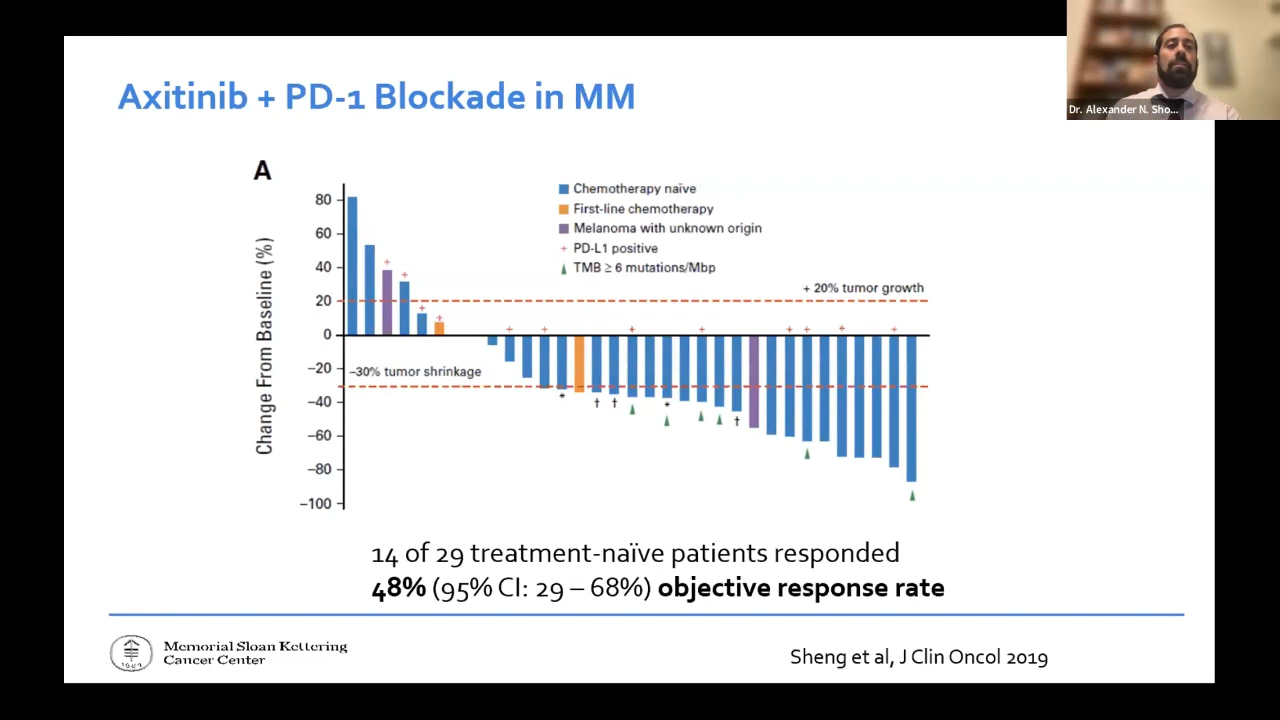 Axitinib + PD-1 Blockade in MM
Dr. Alexander N. Sho...
A
Change From Baseline (%)
80
60
40
20
0
−20
−40
−60
−80
−100
Chemotherapy naïve
First-line chemotherapy
Melanoma with unknown origin
+ PD-L1 positive
TMB ≥ 6 mutations/Mbp
+ 20% tumor growth
−30% tumor shrinkage
14 of 29 treatment-naïve patients responded
48% (95% CI: 29 – 68%) objective response rate
Memorial Sloan Kettering
Cancer Center
Sheng et al, J Clin Oncol 2019